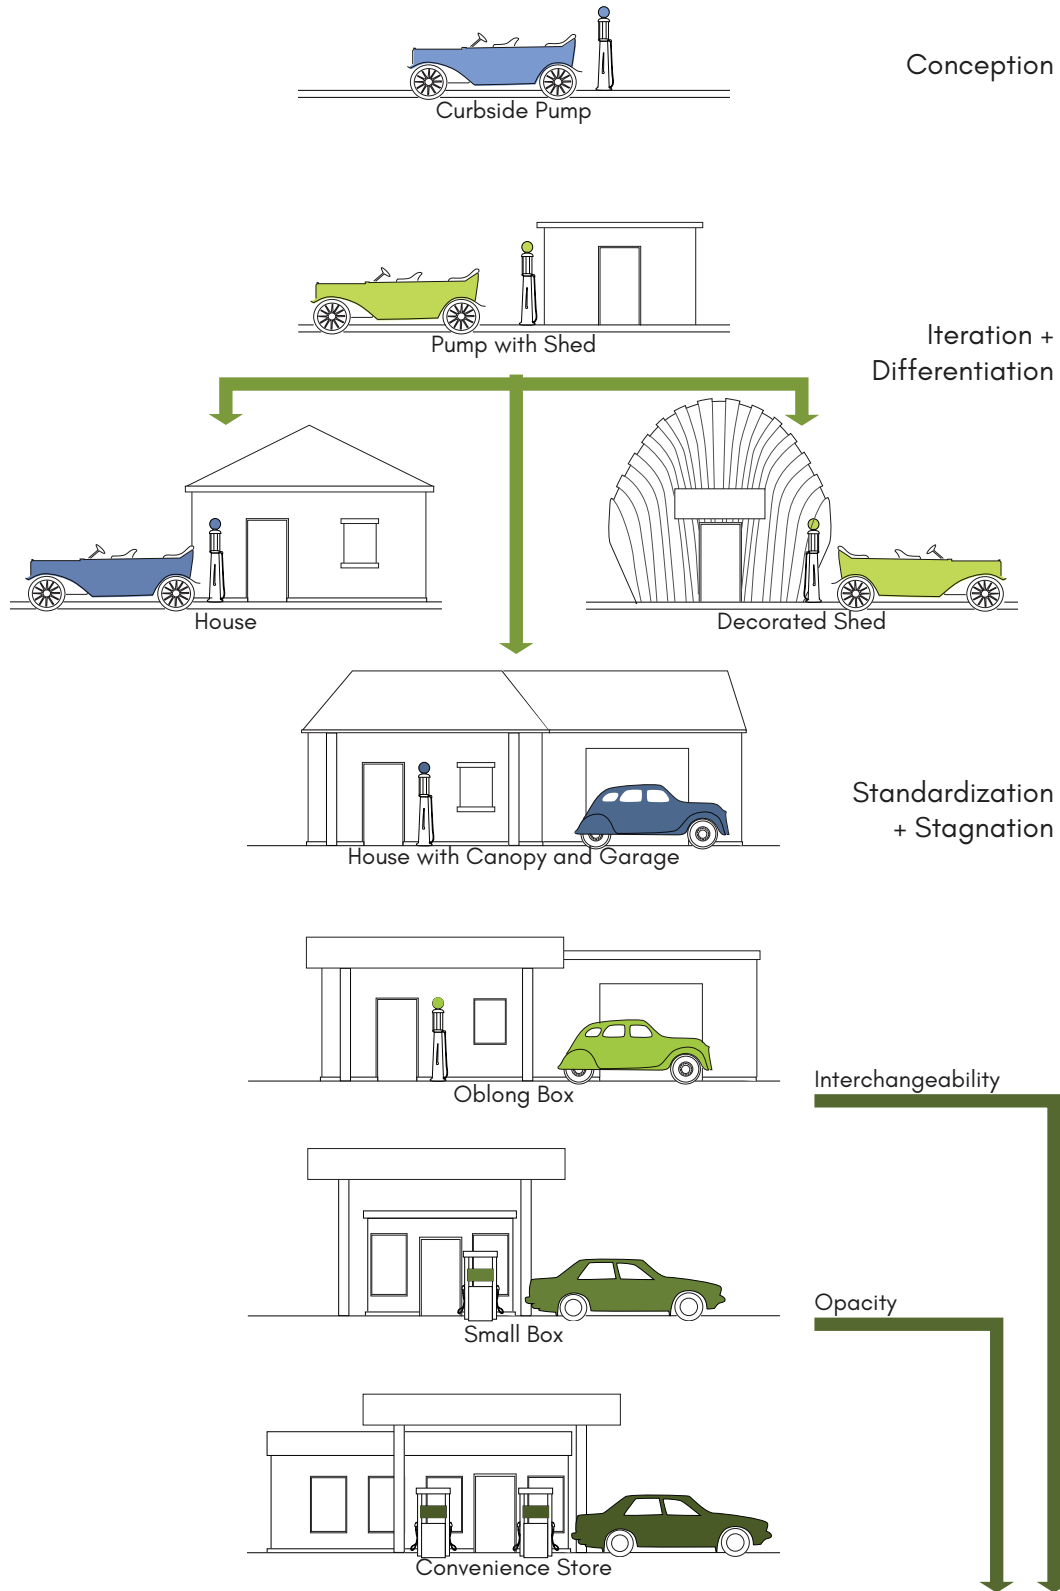 Conception
Curbside Pump
Pump with Shed
Iteration +
Differentiation
House
Decorated Shed
Standardization
+ Stagnation
House with Canopy and Garage
Interchangeability
Oblong Box
Opacity
Small Box
Convenience Store